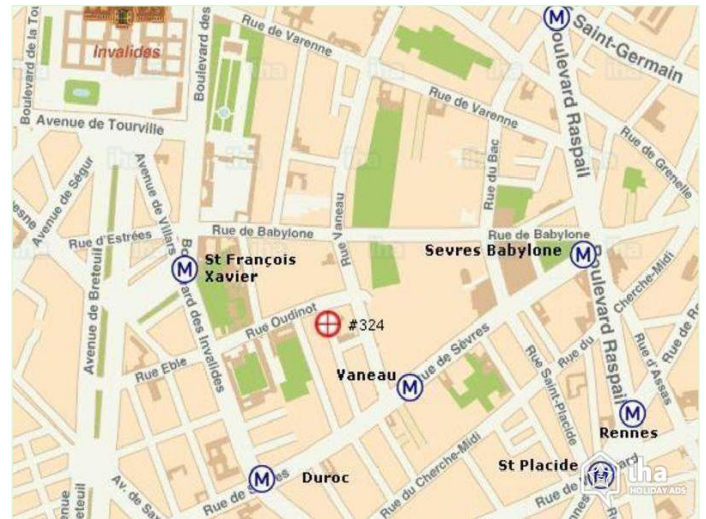 Boulevard des
Rue de Varenne
M
Saint-Germain
Invalides
Rue de Varenne
Boulevard Raspail
Avenue de Tourville
Rue de Grenelle
Rue du Bac
Avenue de Ségur
Avenue de Villars
Rue Vaneau
Rue de Babylone
Rue de Babylone
Rue d'Estrées
Sevres Babylone M
M St François
Xavier
Boulevard des Invalides
Avenue de Breteuil
Rue Oudinot
#324
Rue du Cherche-Midi
Boulevard Raspail
Rue Eble
Vaneau
M
Rue de Sèvres
Rue Saint-Placide
Rue d'Assas
M
Rennes
Rue du Cherche-Midi
St Placide
M Duroc
iha
HOLIDAY ADS